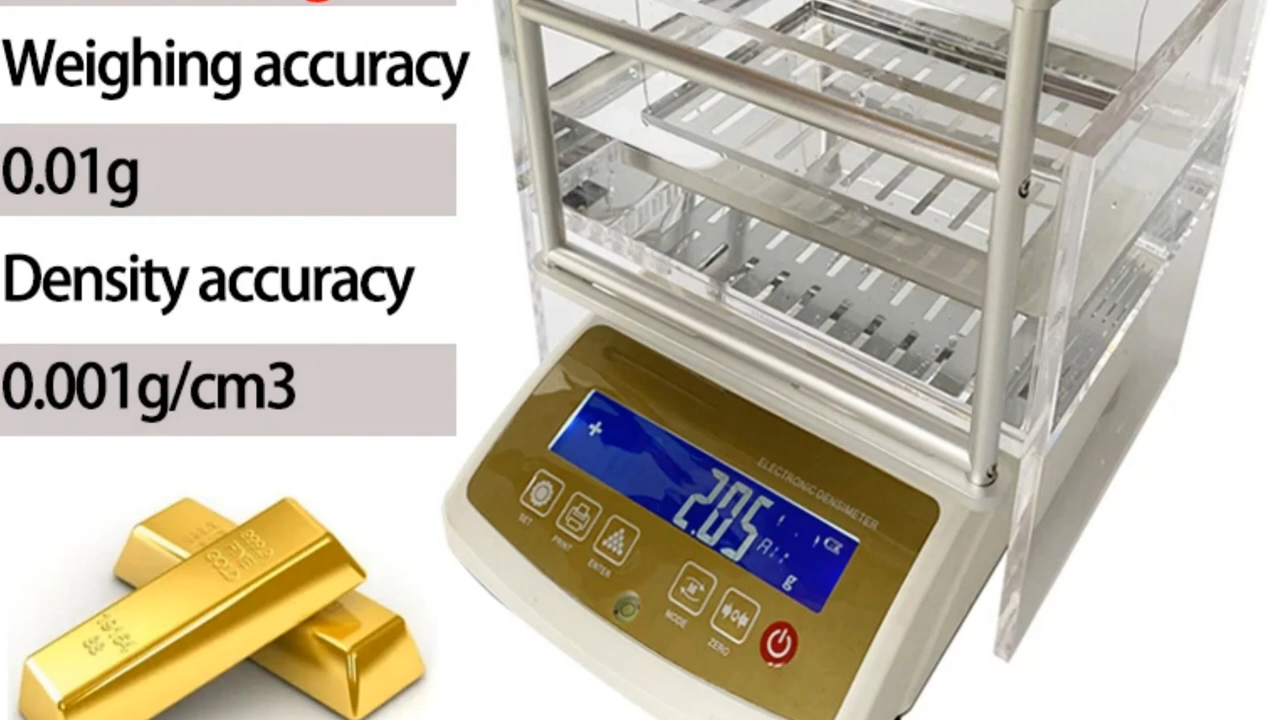 Weighing accuracy
0.01g
Density accuracy
0.001g/cm3
ELECTRONIC DENSIMETER
2.05
g
SET
PRINT
ENTER
MODE
ZERO